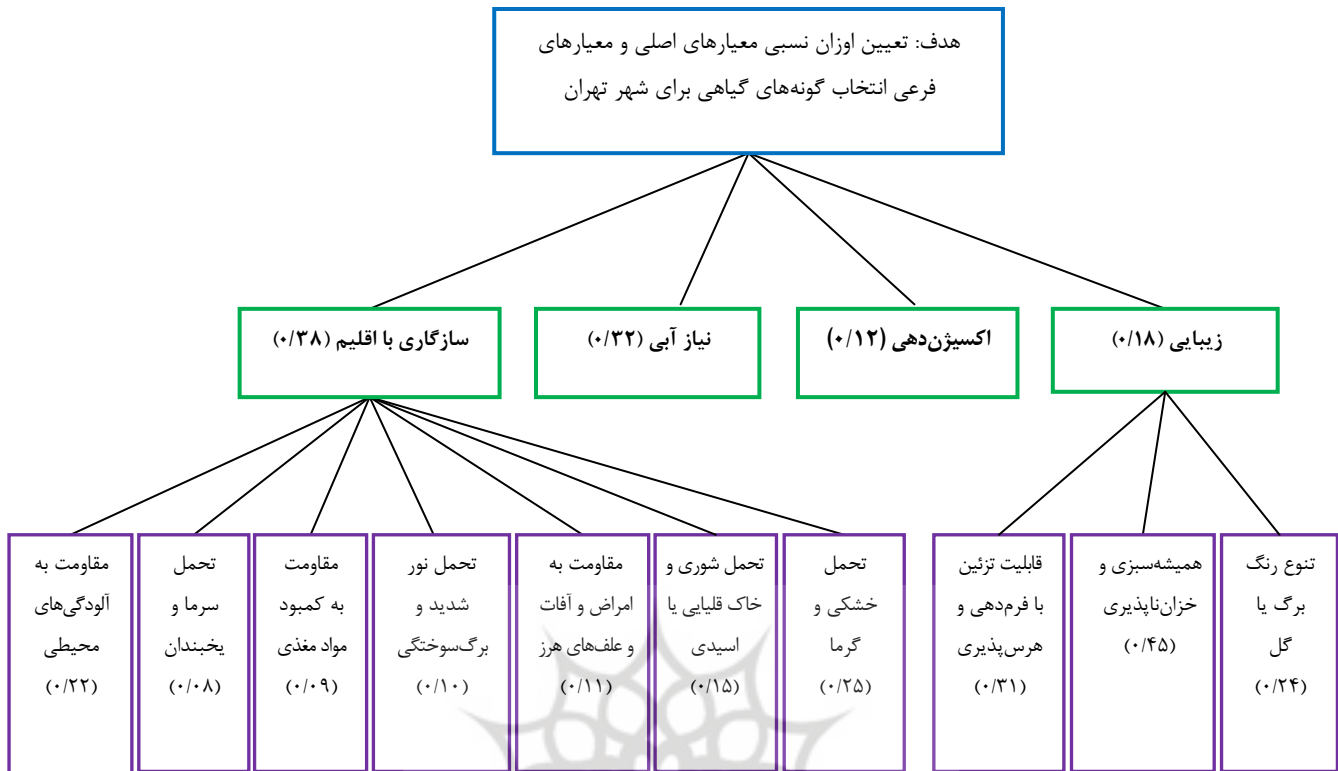 هدف: تعیین اوزان نسبی معیارهای اصلی و معیارهای
فرعی انتخاب گونه‌های گیاهی برای شهر تهران
زیبایی (۰/۱۸)
اکسیژن‌دهی (۰/۱۲)
نیاز آبی (۰/۳۲)
سازگاری با اقلیم (۰/۳۸)
تنوع رنگ
برگ یا
گل
(۰/۲۴)
همیشه‌سبزی و
خزان‌ناپذیری
(۰/۴۵)
قابلیت تزئین
با فرم‌دهی و
هرس‌پذیری
(۰/۳۱)
تحمل
خشکی و
گرما
(۰/۲۵)
تحمل شوری و
خاک قلیایی یا
اسیدی
(۰/۱۵)
مقاومت به
امراض و آفات
و علف‌های هرز
(۰/۱۱)
تحمل نور
شدید و
برگ‌سوختگی
(۰/۱۰)
مقاومت
به کمبود
مواد مغذی
(۰/۰۹)
تحمل
سرما و
یخبندان
(۰/۰۸)
مقاومت به
آلودگی‌های
محیطی
(۰/۲۲)